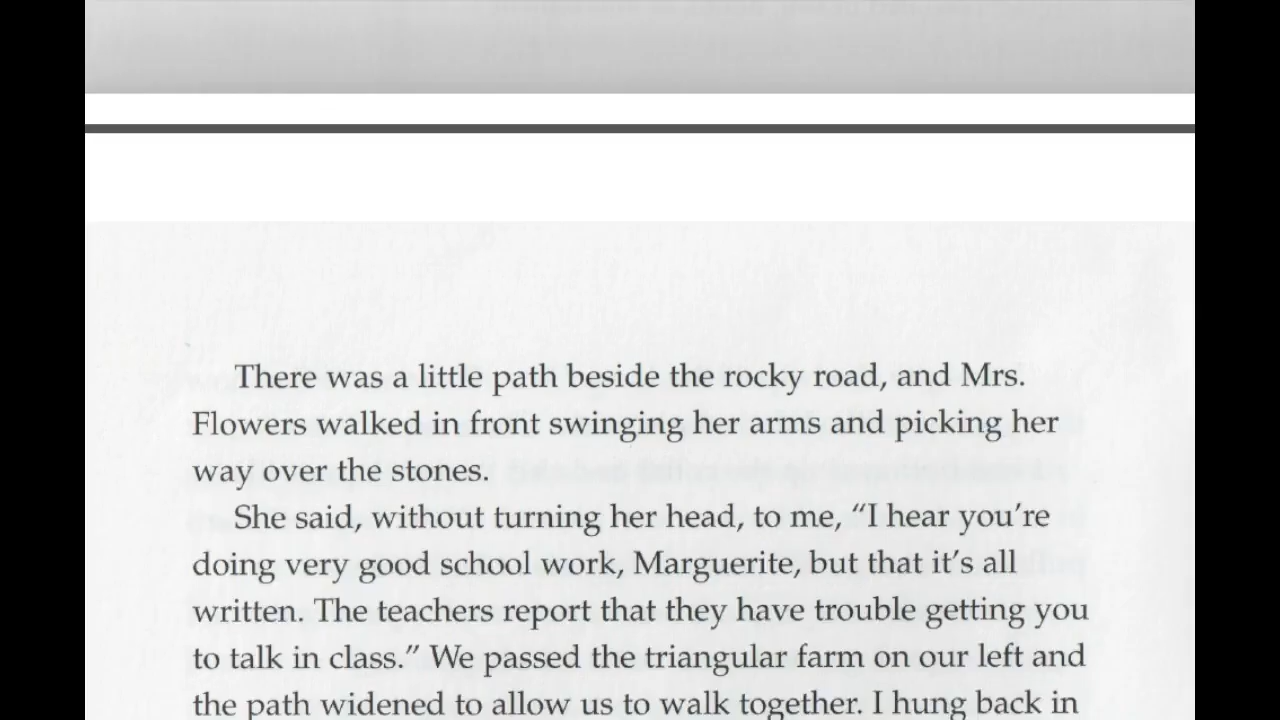 There was a little path beside the rocky road, and Mrs.
Flowers walked in front swinging her arms and picking her
way over the stones.
She said, without turning her head, to me, “I hear you’re
doing very good school work, Marguerite, but that it’s all
written. The teachers report that they have trouble getting you
to talk in class.” We passed the triangular farm on our left and
the path widened to allow us to walk together. I hung back in